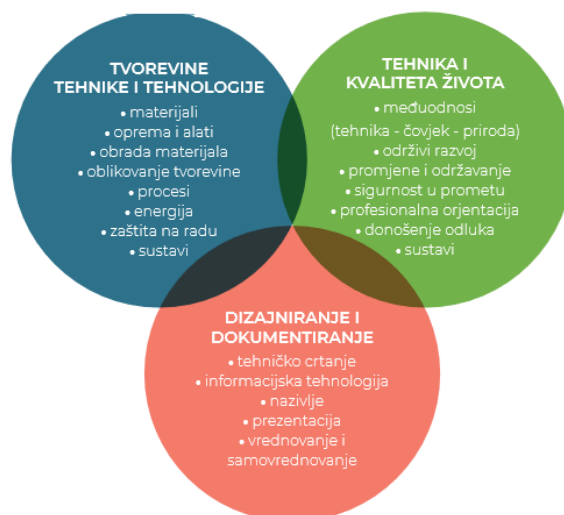 TVOREVINE
TEHNIKE I TEHNOLOGIJE
• materijali
• oprema i alati
• obrada materijala
• oblikovanje tvorevine
• procesi
• energija
• zaštita na radu
• sustavi
TEHNIKA I
KVALITETA ŽIVOTA
• međuodnosi
(tehnika - čovjek - priroda)
• održivi razvoj
• promjene i održavanje
• sigurnost u prometu
• profesionalna orjentacija
• donošenje odluka
• sustavi
DIZAJNIRANJE I
DOKUMENTIRANJE
• tehničko crtanje
• informacijska tehnologija
• nazivlje
• prezentacija
• vrednovanje i
samovrednovanje